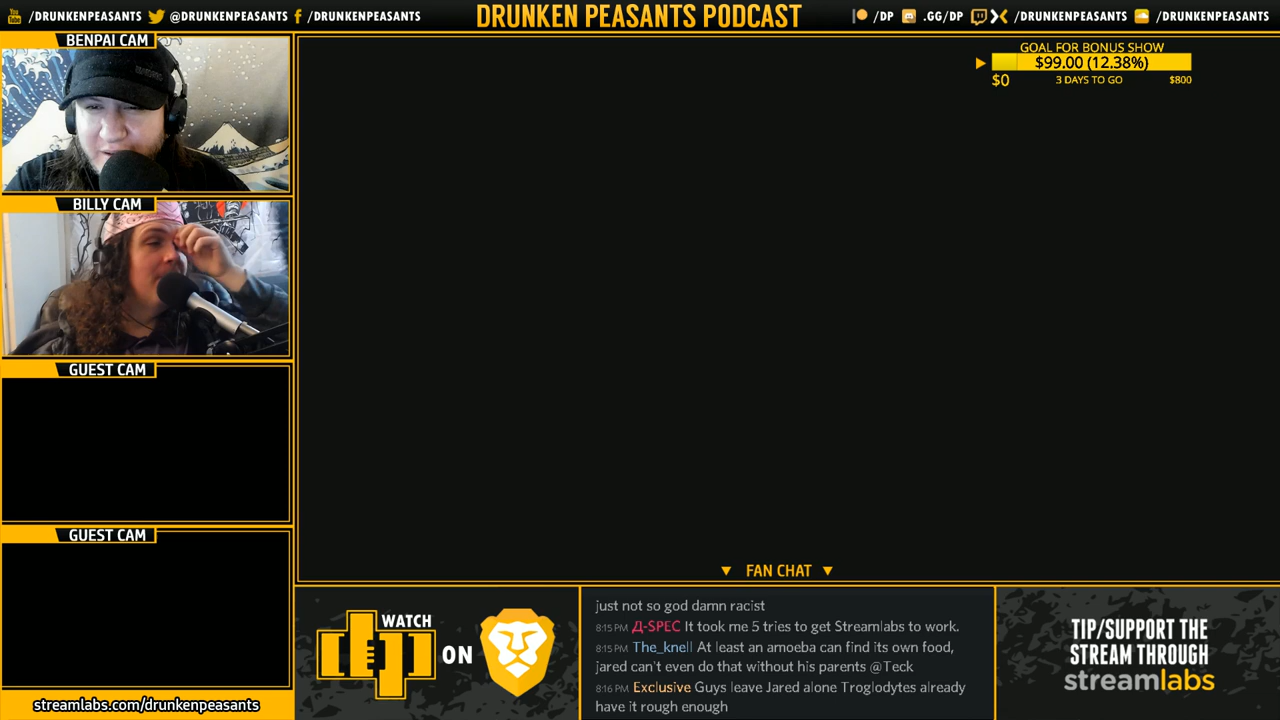 /DRUNKENPEASANTS @DRUNKENPEASANTS /DRUNKENPEASANTS DRUNKEN PEASANTS PODCAST /DP .GG/DP /DRUNKENPEASANTS /DRUNKENPEASANTS
BENPAI CAM
BILLY CAM
GUEST CAM
GUEST CAM
streamlabs.com/drunkenpeasants
GOAL FOR BONUS SHOW
$99.00 (12.38%)
$0 3 DAYS TO GO $800
▼ FAN CHAT ▼
WATCH
ON
just not so god damn racist
8:15 PM Д-SPEC It took me 5 tries to get Streamlabs to work.
8:15 PM The_knell At least an amoeba can find its own food,
jared can't even do that without his parents @Teck
8:16 PM Exclusive Guys leave Jared alone Troglodytes already
have it rough enough
TIP/SUPPORT THE
STREAM THROUGH
streamlabs